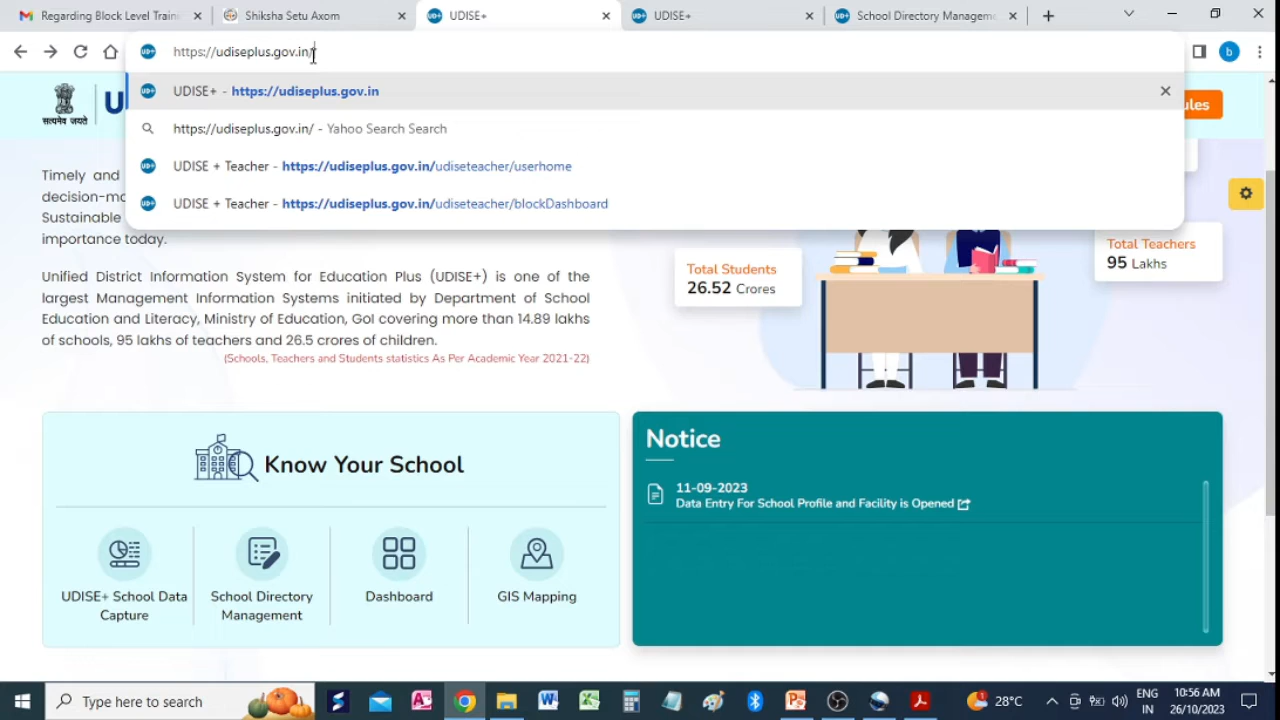 Regarding Block Level Traini
Shiksha Setu Axom
UDISE+
UDISE+
School Directory Manageme
https://udiseplus.gov.in/
b
UDISE+ - https://udiseplus.gov.in
https://udiseplus.gov.in/ - Yahoo Search Search
UDISE + Teacher - https://udiseplus.gov.in/udiseteacher/userhome
UDISE + Teacher - https://udiseplus.gov.in/udiseteacher/blockDashboard
सत्यमेव जयते
U
ules
Timely and
decision-ma
Sustainable
importance today.
Unified District Information System for Education Plus (UDISE+) is one of the
largest Management Information Systems initiated by Department of School
Education and Literacy, Ministry of Education, GoI covering more than 14.89 lakhs
of schools, 95 lakhs of teachers and 26.5 crores of children.
(Schools, Teachers and Students statistics As Per Academic Year 2021-22)
Total Students
26.52 Crores
Total Teachers
95 Lakhs
Know Your School
UDISE+ School Data
Capture
School Directory
Management
Dashboard
GIS Mapping
Notice
11-09-2023
Data Entry For School Profile and Facility is Opened
Type here to search
28°C
ENG
IN
10:56 AM
26/10/2023